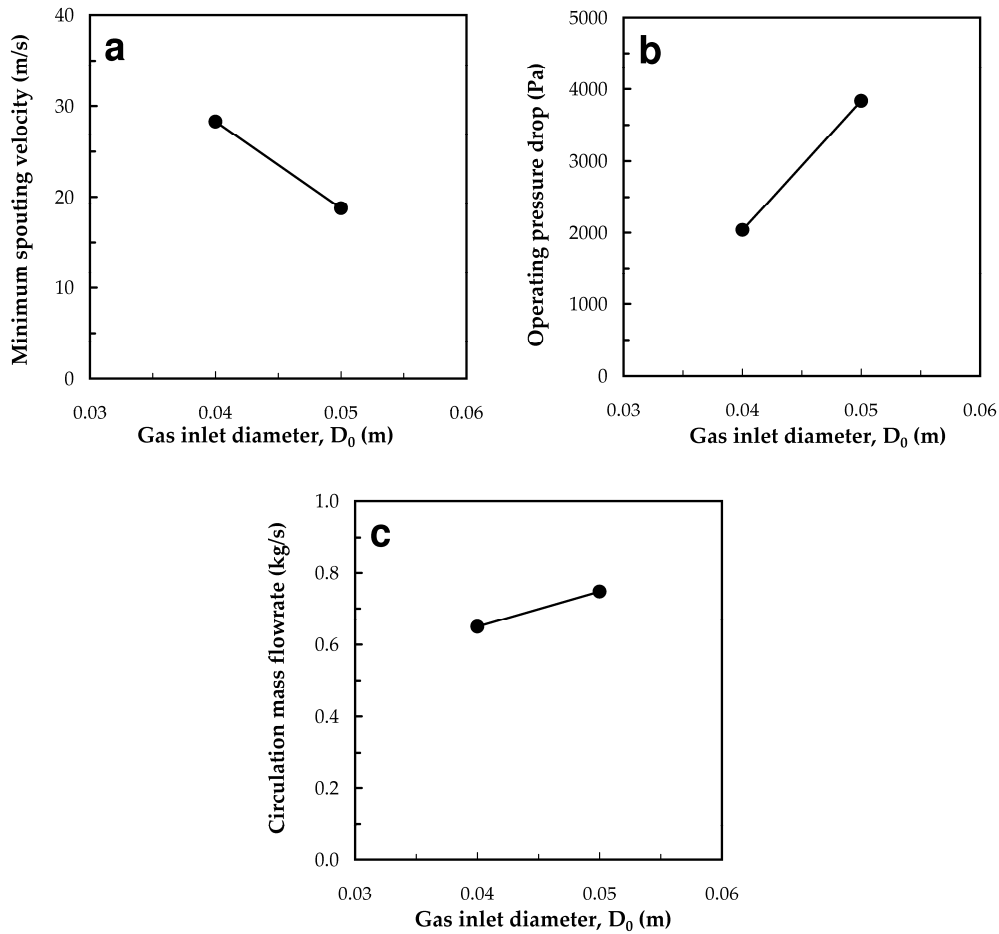 a
Minimum spouting velocity (m/s)
40
30
20
10
0
0.03 0.04 0.05 0.06
Gas inlet diameter, D₀ (m)
b
Operating pressure drop (Pa)
5000
4000
3000
2000
1000
0
0.03 0.04 0.05 0.06
Gas inlet diameter, D₀ (m)
c
Circulation mass flowrate (kg/s)
1.0
0.8
0.6
0.4
0.2
0.0
0.03 0.04 0.05 0.06
Gas inlet diameter, D₀ (m)